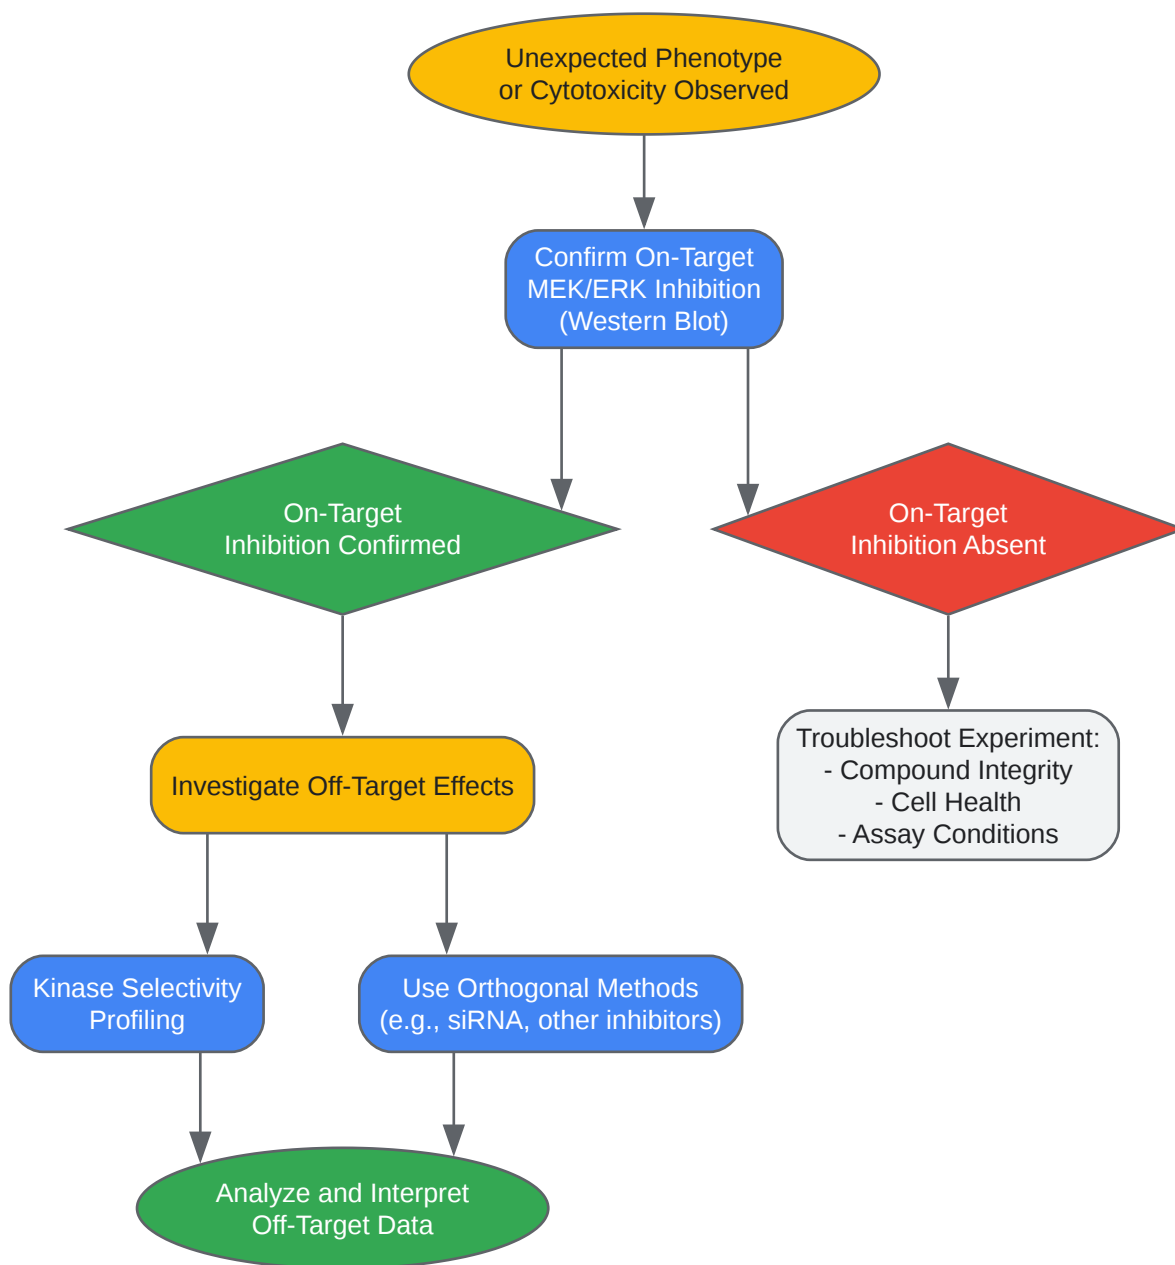 Unexpected Phenotype
or Cytotoxicity Observed
Confirm On-Target
MEK/ERK Inhibition
(Western Blot)
On-Target
Inhibition Confirmed
On-Target
Inhibition Absent
Troubleshoot Experiment:
- Compound Integrity
- Cell Health
- Assay Conditions
Investigate Off-Target Effects
Kinase Selectivity
Profiling
Use Orthogonal Methods
(e.g., siRNA, other inhibitors)
Analyze and Interpret
Off-Target Data